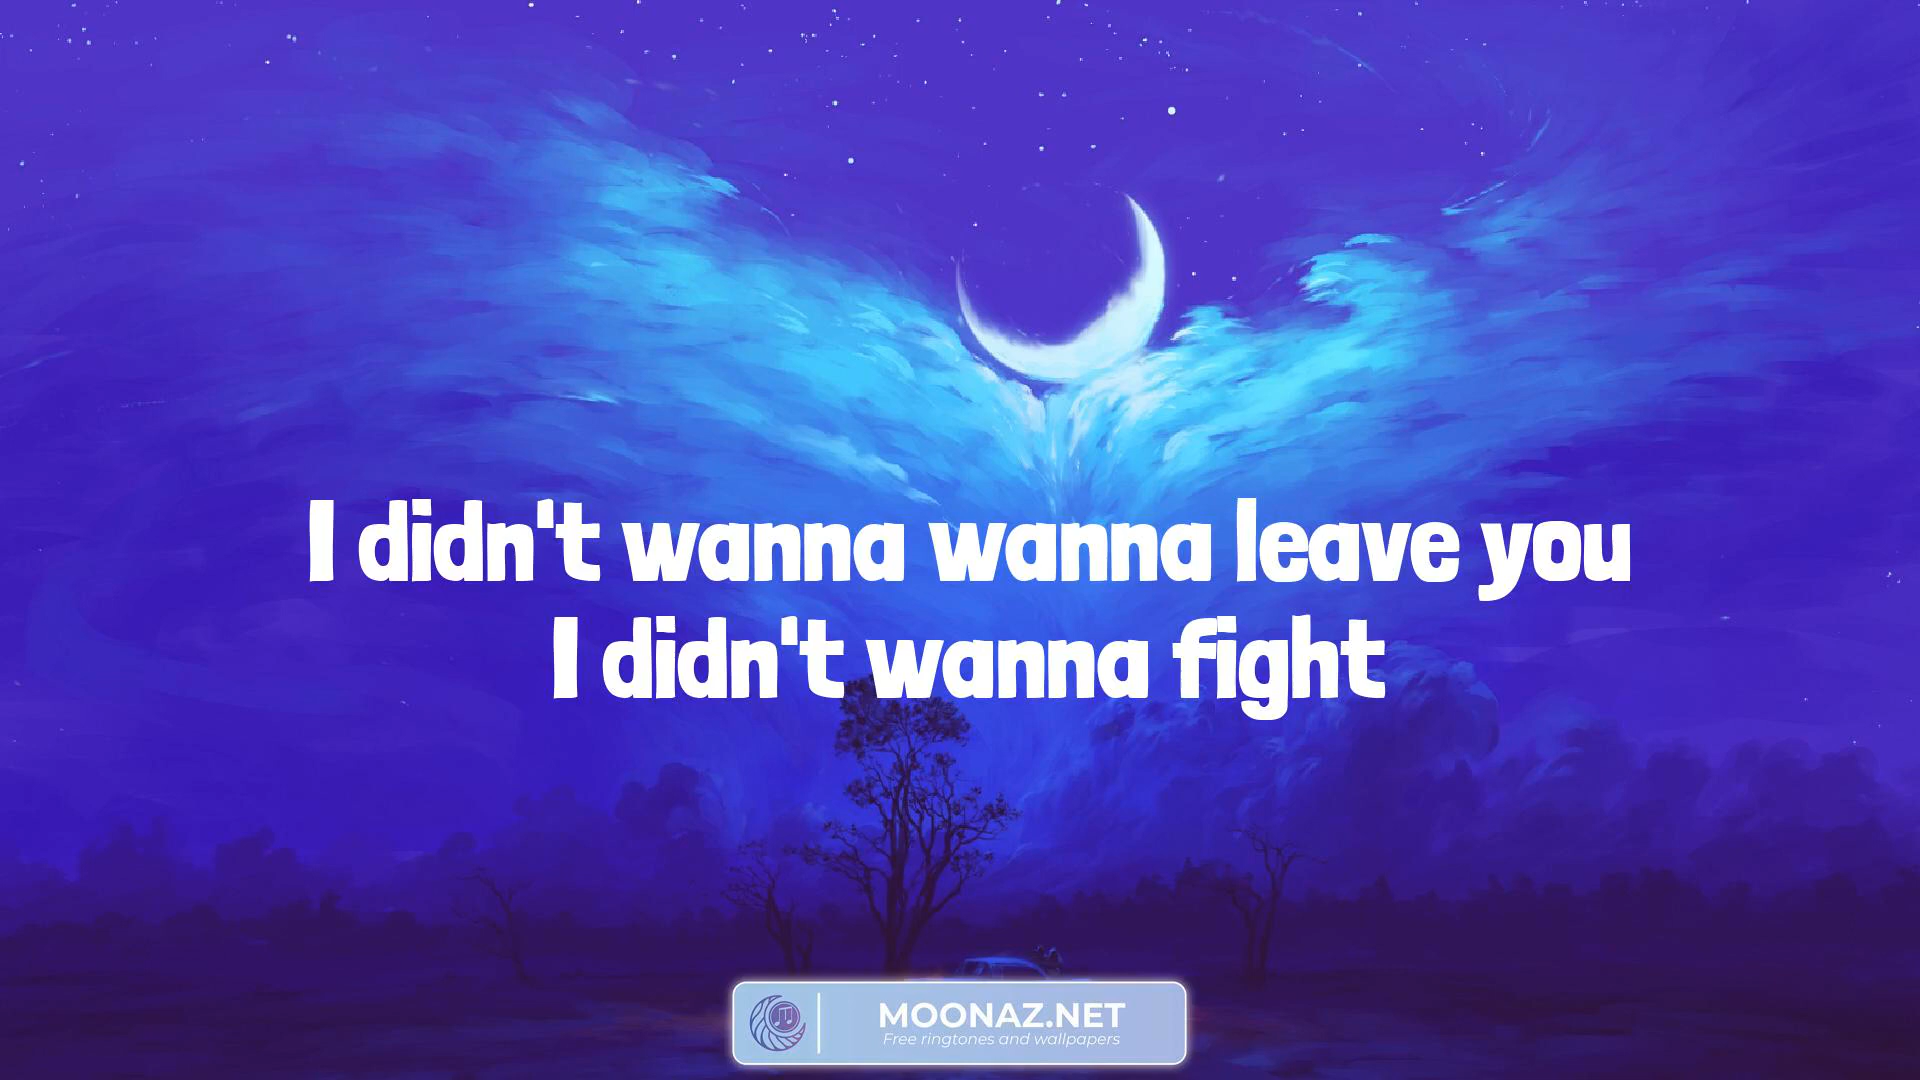 I didn't wanna wanna leave you
I didn't wanna fight
MOONAZ.NET
Free ringtones and wallpapers